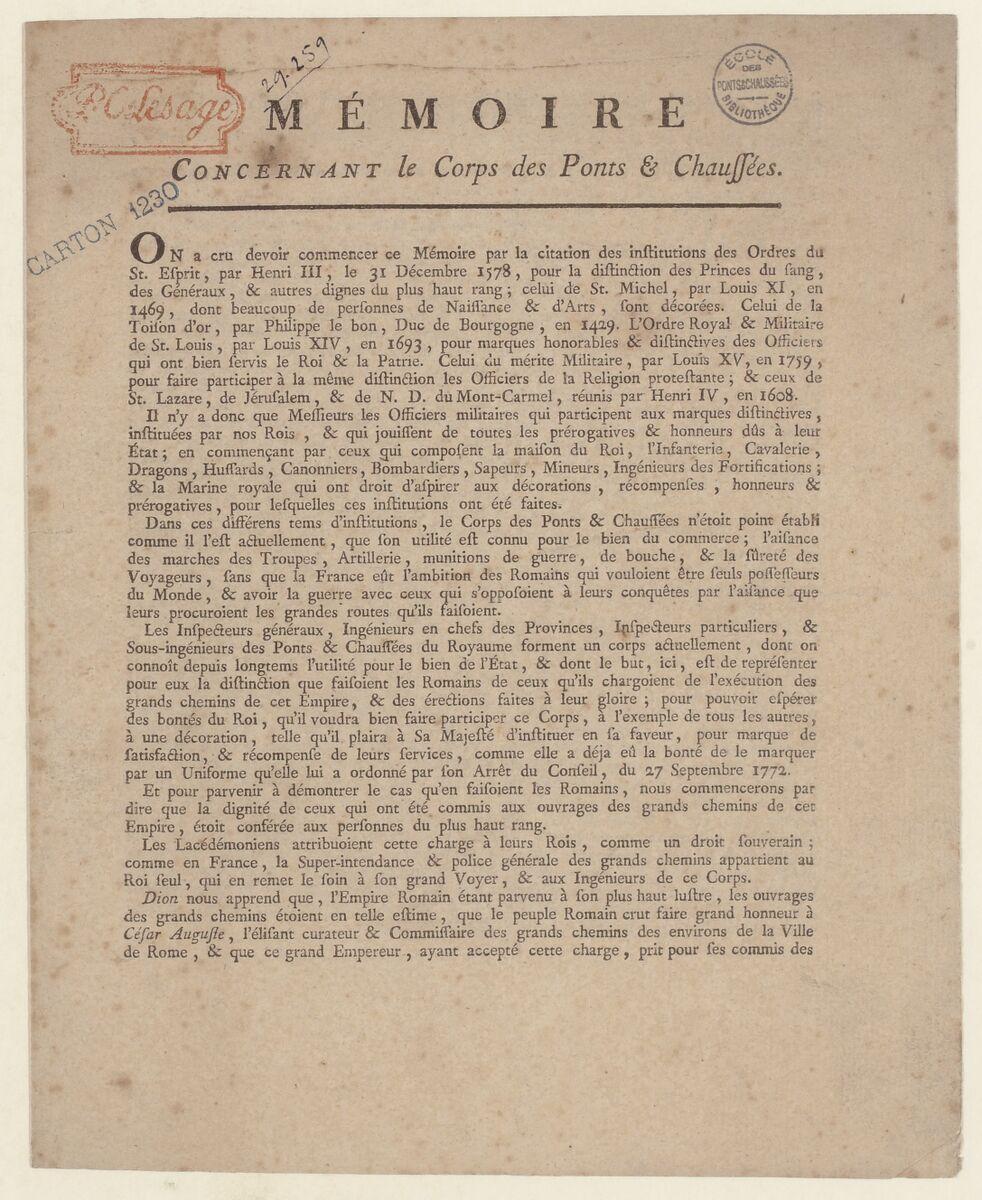 29.259
P. C. Lesage
ÉCOLE
DES
PONTS & CHAUSSÉES
BIBLIOTHÈQUE
MÉMOIRE
CONCERNANT le Corps des Ponts & Chauſſées.
CARTON 1230
ON a cru devoir commencer ce Mémoire par la citation des inſtitutions des Ordres du
St. Eſprit, par Henri III, le 31 Décembre 1578, pour la diſtinction des Princes du ſang,
des Généraux, & autres dignes du plus haut rang; celui de St. Michel, par Louis XI, en
1469, dont beaucoup de perſonnes de Naiſſance & d'Arts, ſont décorées. Celui de la
Toiſon d'or, par Philippe le bon, Duc de Bourgogne, en 1429. L'Ordre Royal & Militaire
de St. Louis, par Louis XIV, en 1693, pour marques honorables & diſtinctives des Officiers
qui ont bien ſervis le Roi & la Patrie. Celui du mérite Militaire, par Louis XV, en 1759,
pour faire participer à la même diſtinction les Officiers de la Religion proteſtante; & ceux de
St. Lazare, de Jéruſalem, & de N. D. du Mont-Carmel, réunis par Henri IV, en 1608.
Il n'y a donc que Meſſieurs les Officiers militaires qui participent aux marques diſtinctives,
inſtituées par nos Rois, & qui jouiſſent de toutes les prérogatives & honneurs dûs à leur
État; en commençant par ceux qui compoſent la maiſon du Roi, l'Infanterie, Cavalerie,
Dragons, Huſſards, Canonniers, Bombardiers, Sapeurs, Mineurs, Ingénieurs des Fortifications;
& la Marine royale qui ont droit d'aſpirer aux décorations, récompenſes, honneurs &
prérogatives, pour leſquelles ces inſtitutions ont été faites.
Dans ces différens tems d'inſtitutions, le Corps des Ponts & Chauſſées n'étoit point établi
comme il l'eſt actuellement, que ſon utilité eſt connu pour le bien du commerce; l'aiſance
des marches des Troupes, Artillerie, munitions de guerre, de bouche, & la ſûreté des
Voyageurs, ſans que la France eût l'ambition des Romains qui vouloient être ſeuls poſſeſſeurs
du Monde, & avoir la guerre avec ceux qui s'oppoſoient à leurs conquêtes par l'aiſance que
leurs procuroient les grandes routes qu'ils faiſoient.
Les Inſpecteurs généraux, Ingénieurs en chefs des Provinces, Inſpecteurs particuliers, &
Sous-ingénieurs des Ponts & Chauſſées du Royaume forment un corps actuellement, dont on
connoît depuis longtems l'utilité pour le bien de l'État, & dont le but, ici, eſt de repréſenter
pour eux la diſtinction que faiſoient les Romains de ceux qu'ils chargoient de l'exécution des
grands chemins de cet Empire, & des érections faites à leur gloire; pour pouvoir eſpérer
des bontés du Roi, qu'il voudra bien faire participer ce Corps, à l'exemple de tous les autres,
à une décoration, telle qu'il plaira à Sa Majeſté d'inſtituer en ſa faveur, pour marque de
ſatisfaction, & récompenſe de leurs ſervices, comme elle a déja eû la bonté de le marquer
par un Uniforme qu'elle lui a ordonné par ſon Arrêt du Conſeil, du 27 Septembre 1772.
Et pour parvenir à démontrer le cas qu'en faiſoient les Romains, nous commencerons par
dire que la dignité de ceux qui ont été commis aux ouvrages des grands chemins de cet
Empire, étoit conférée aux perſonnes du plus haut rang.
Les Lacédémoniens attribuoient cette charge à leurs Rois, comme un droit ſouverain;
comme en France, la Super-intendance & police générale des grands chemins appartient au
Roi ſeul, qui en remet le ſoin à ſon grand Voyer, & aux Ingénieurs de ce Corps.
Dion nous apprend que, l'Empire Romain étant parvenu à ſon plus haut luſtre, les ouvrages
des grands chemins étoient en telle eſtime, que le peuple Romain crut faire grand honneur à
Céſar Auguſte, l'éliſant curateur & Commiſſaire des grands chemins des environs de la Ville
de Rome, & que ce grand Empereur, ayant accepté cette charge, prit pour ſes commis des